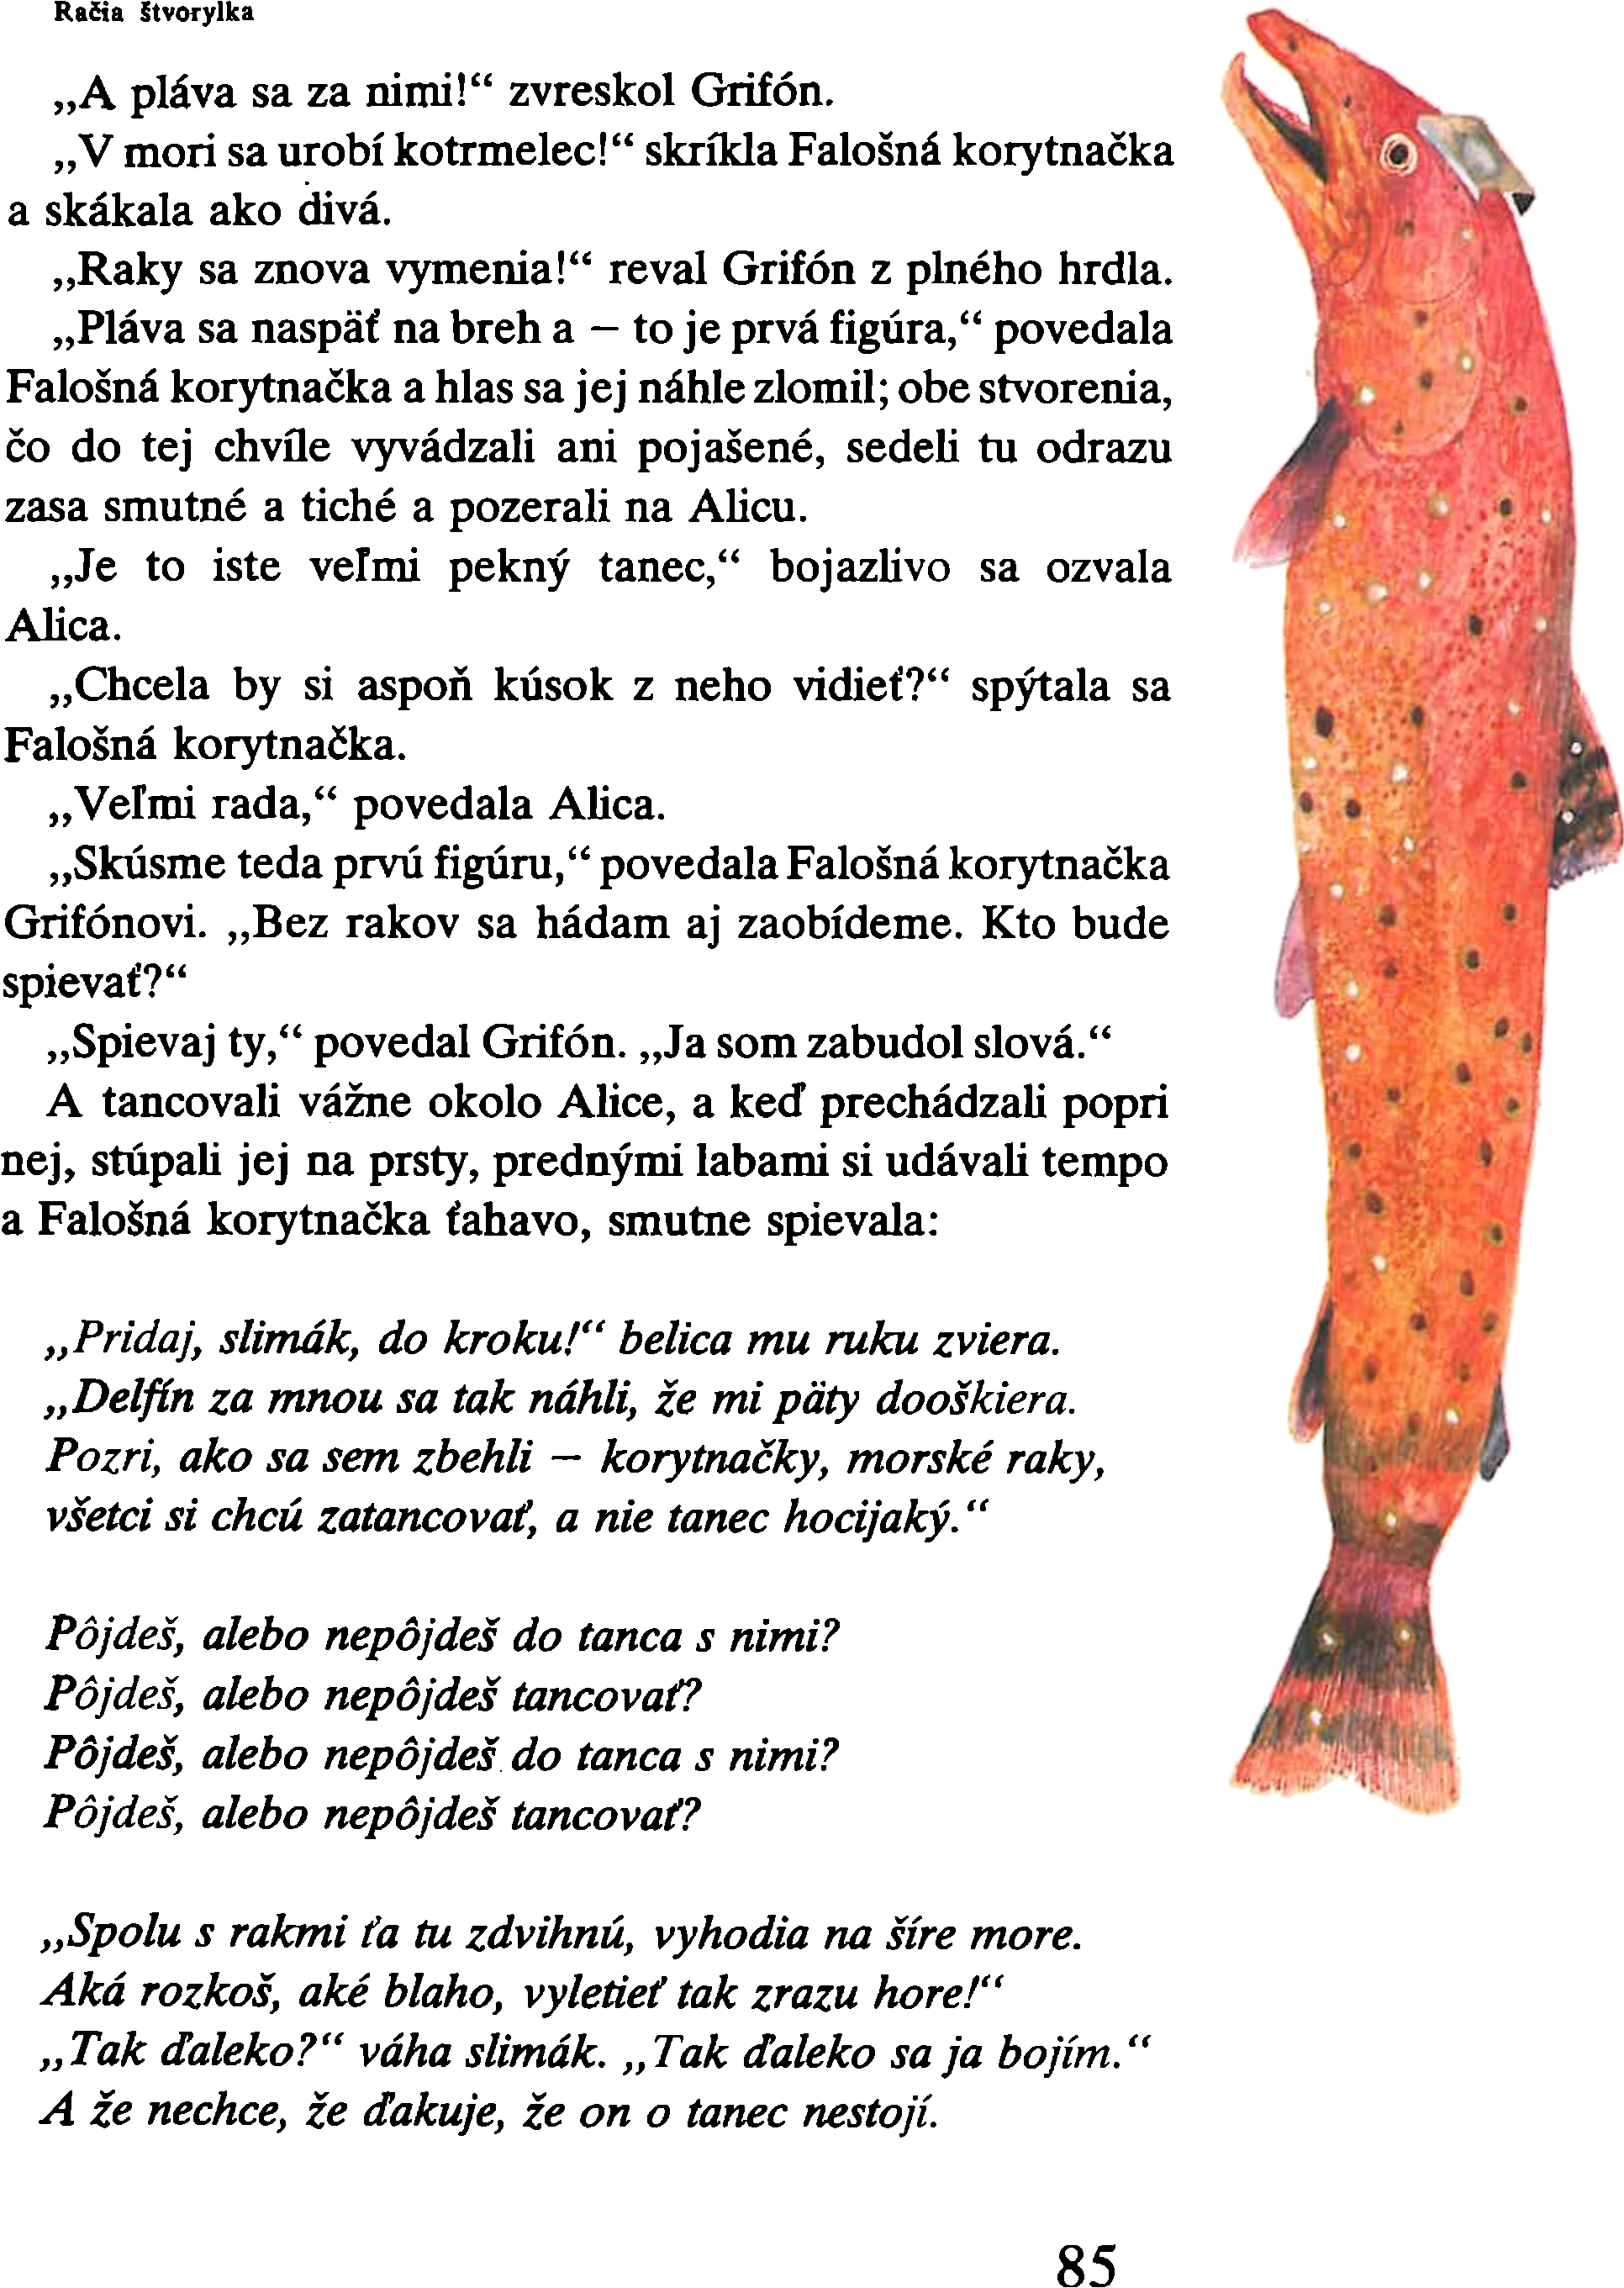 Račia štvorylka
„A pláva sa za nimi!“ zvreskol Grifón.
„V mori sa urobí kotrmelec!“ skríkla Falošná korytnačka
a skákala ako divá.
„Raky sa znova vymenia!“ reval Grifón z plného hrdla.
„Pláva sa naspäť na breh a – to je prvá figúra,“ povedala
Falošná korytnačka a hlas sa jej náhle zlomil; obe stvorenia,
čo do tej chvíle vyvádzali ani pojašené, sedeli tu odrazu
zasa smutné a tiché a pozerali na Alicu.
„Je to iste veľmi pekný tanec,“ bojazlivo sa ozvala
Alica.
„Chcela by si aspoň kúsok z neho vidieť?“ spýtala sa
Falošná korytnačka.
„Veľmi rada,“ povedala Alica.
„Skúsme teda prvú figúru,“ povedala Falošná korytnačka
Grifónovi. „Bez rakov sa hádam aj zaobídeme. Kto bude
spievať?“
„Spievaj ty,“ povedal Grifón. „Ja som zabudol slová.“
A tancovali vážne okolo Alice, a keď prechádzali popri
nej, stúpali jej na prsty, prednými labami si udávali tempo
a Falošná korytnačka ťahavo, smutne spievala:
„Pridaj, slimák, do kroku!“ belica mu ruku zviera.
„Delfín za mnou sa tak náhli, že mi päty dooškiera.
Pozri, ako sa sem zbehli – korytnačky, morské raky,
všetci si chcú zatancovať, a nie tanec hocijaký.“
Pôjdeš, alebo nepôjdeš do tanca s nimi?
Pôjdeš, alebo nepôjdeš tancovať?
Pôjdeš, alebo nepôjdeš do tanca s nimi?
Pôjdeš, alebo nepôjdeš tancovať?
„Spolu s rakmi ťa tu zdvihnú, vyhodia na šíre more.
Aká rozkoš, aké blaho, vyletieť tak zrazu hore!“
„Tak ďaleko?“ váha slimák. „Tak ďaleko sa ja bojím.“
A že nechce, že ďakuje, že on o tanec nestojí.
85